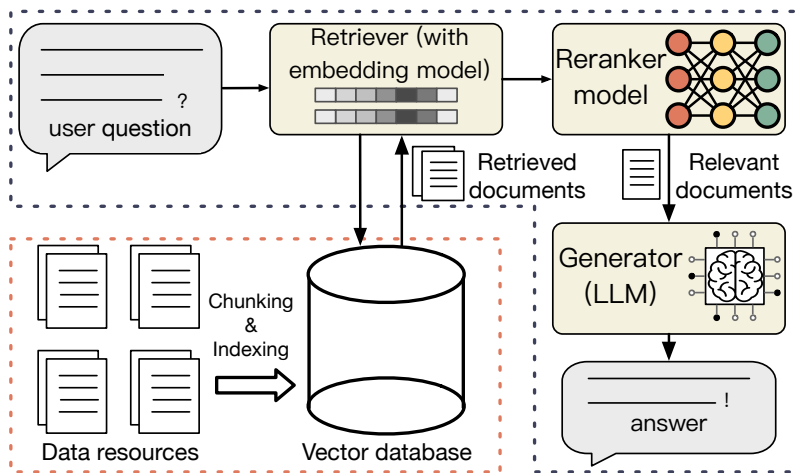 ?
user question
Retriever (with
embedding model)
Reranker
model
Retrieved
documents
Relevant
documents
Generator
(LLM)
Chunking
&
Indexing
Data resources
Vector database
!
answer